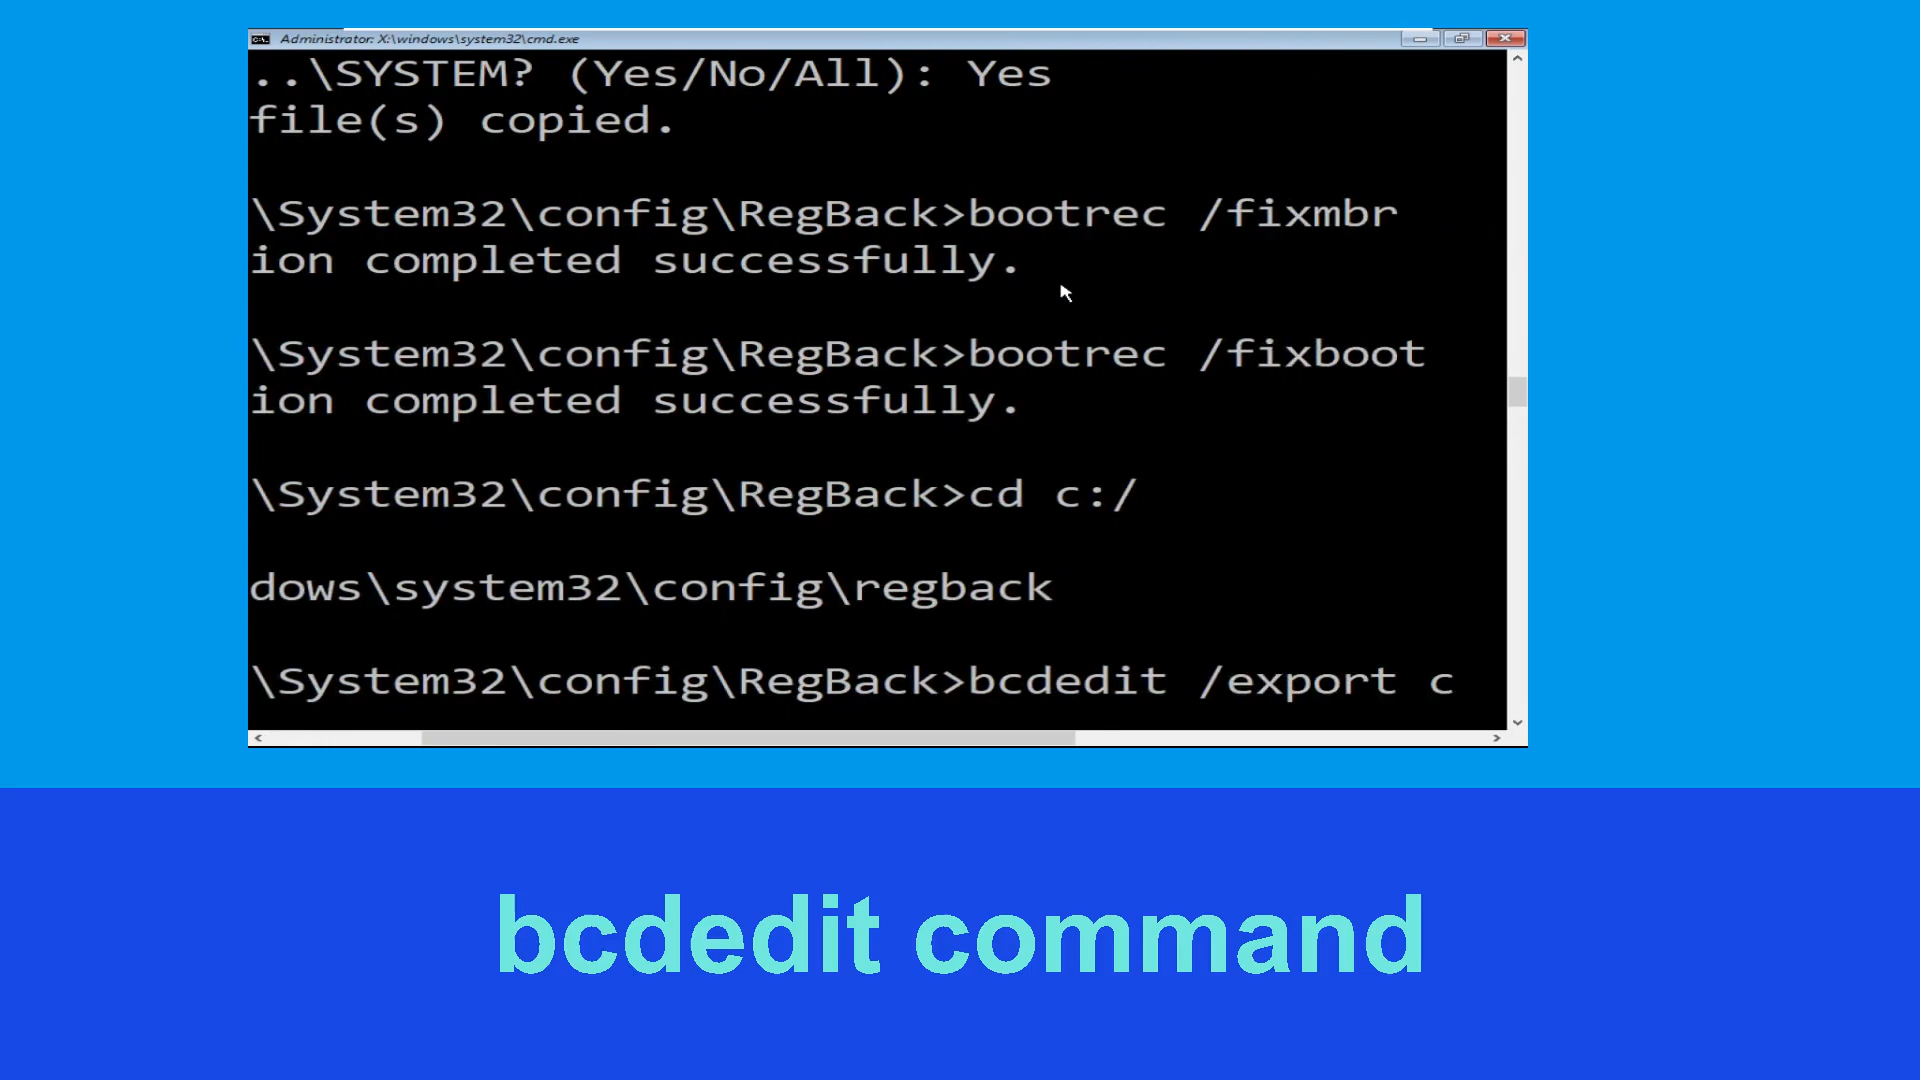 Administrator: X:\windows\system32\cmd.exe
..\SYSTEM? (Yes/No/All): Yes
file(s) copied.
\System32\config\RegBack>bootrec /fixmbr
ion completed successfully.
\System32\config\RegBack>bootrec /fixboot
ion completed successfully.
\System32\config\RegBack>cd c:/
dows\system32\config\regback
\System32\config\RegBack>bcdedit /export c
bcdedit command